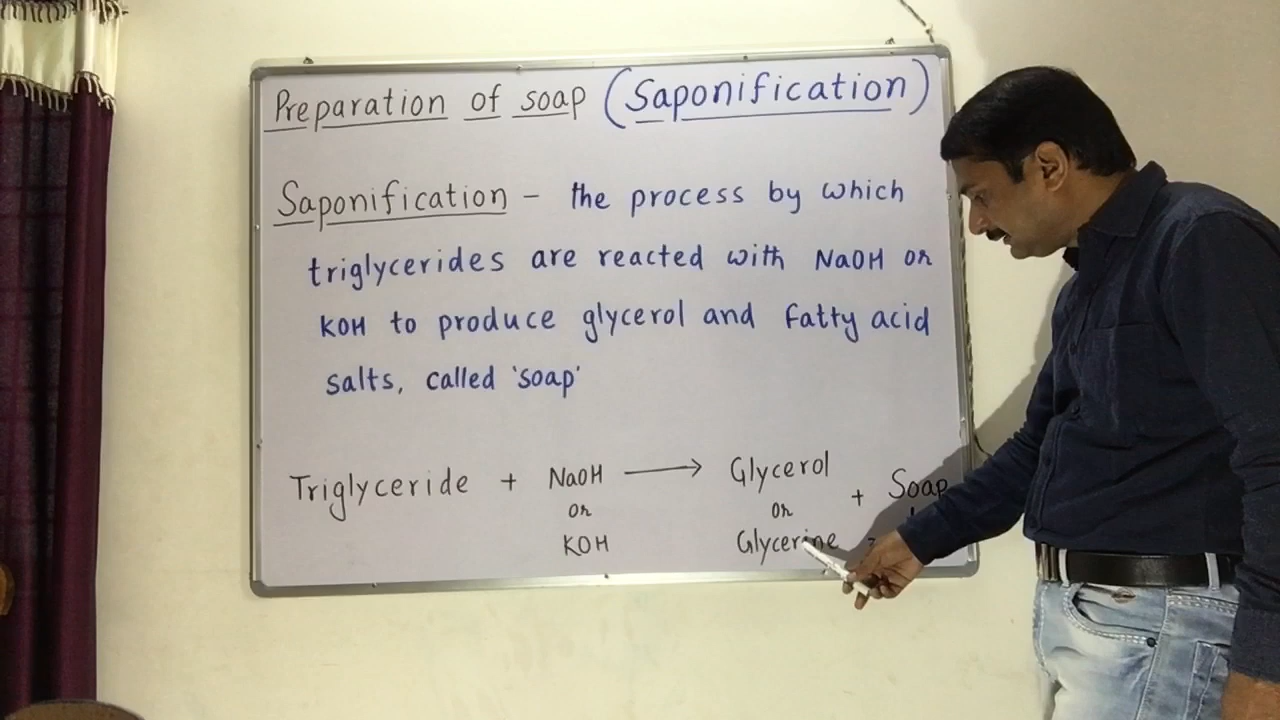 Preparation of soap (Saponification)
Saponification - the process by which
triglycerides are reacted with NaOH or
KOH to produce glycerol and fatty acid
salts, called 'soap'
Triglyceride + NaOH → Glycerol + Soap
or or
KOH Glycerine